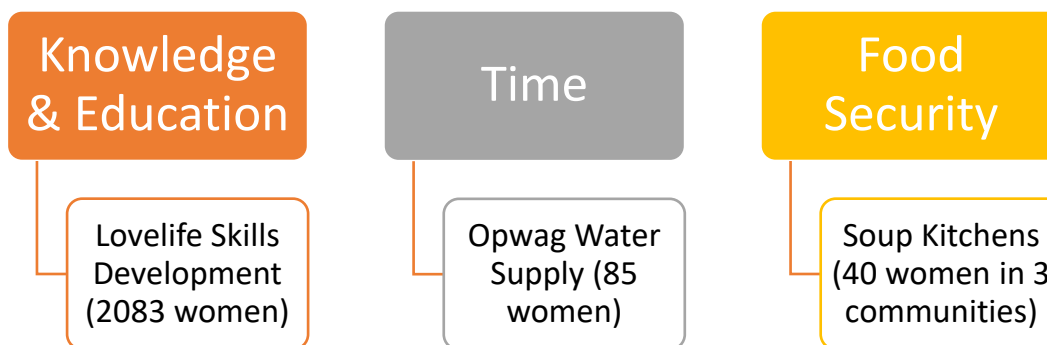 Knowledge
& Education
Lovelife Skills
Development
(2083 women)
Time
Opwag Water
Supply (85
women)
Food
Security
Soup Kitchens
(40 women in 3
communities)